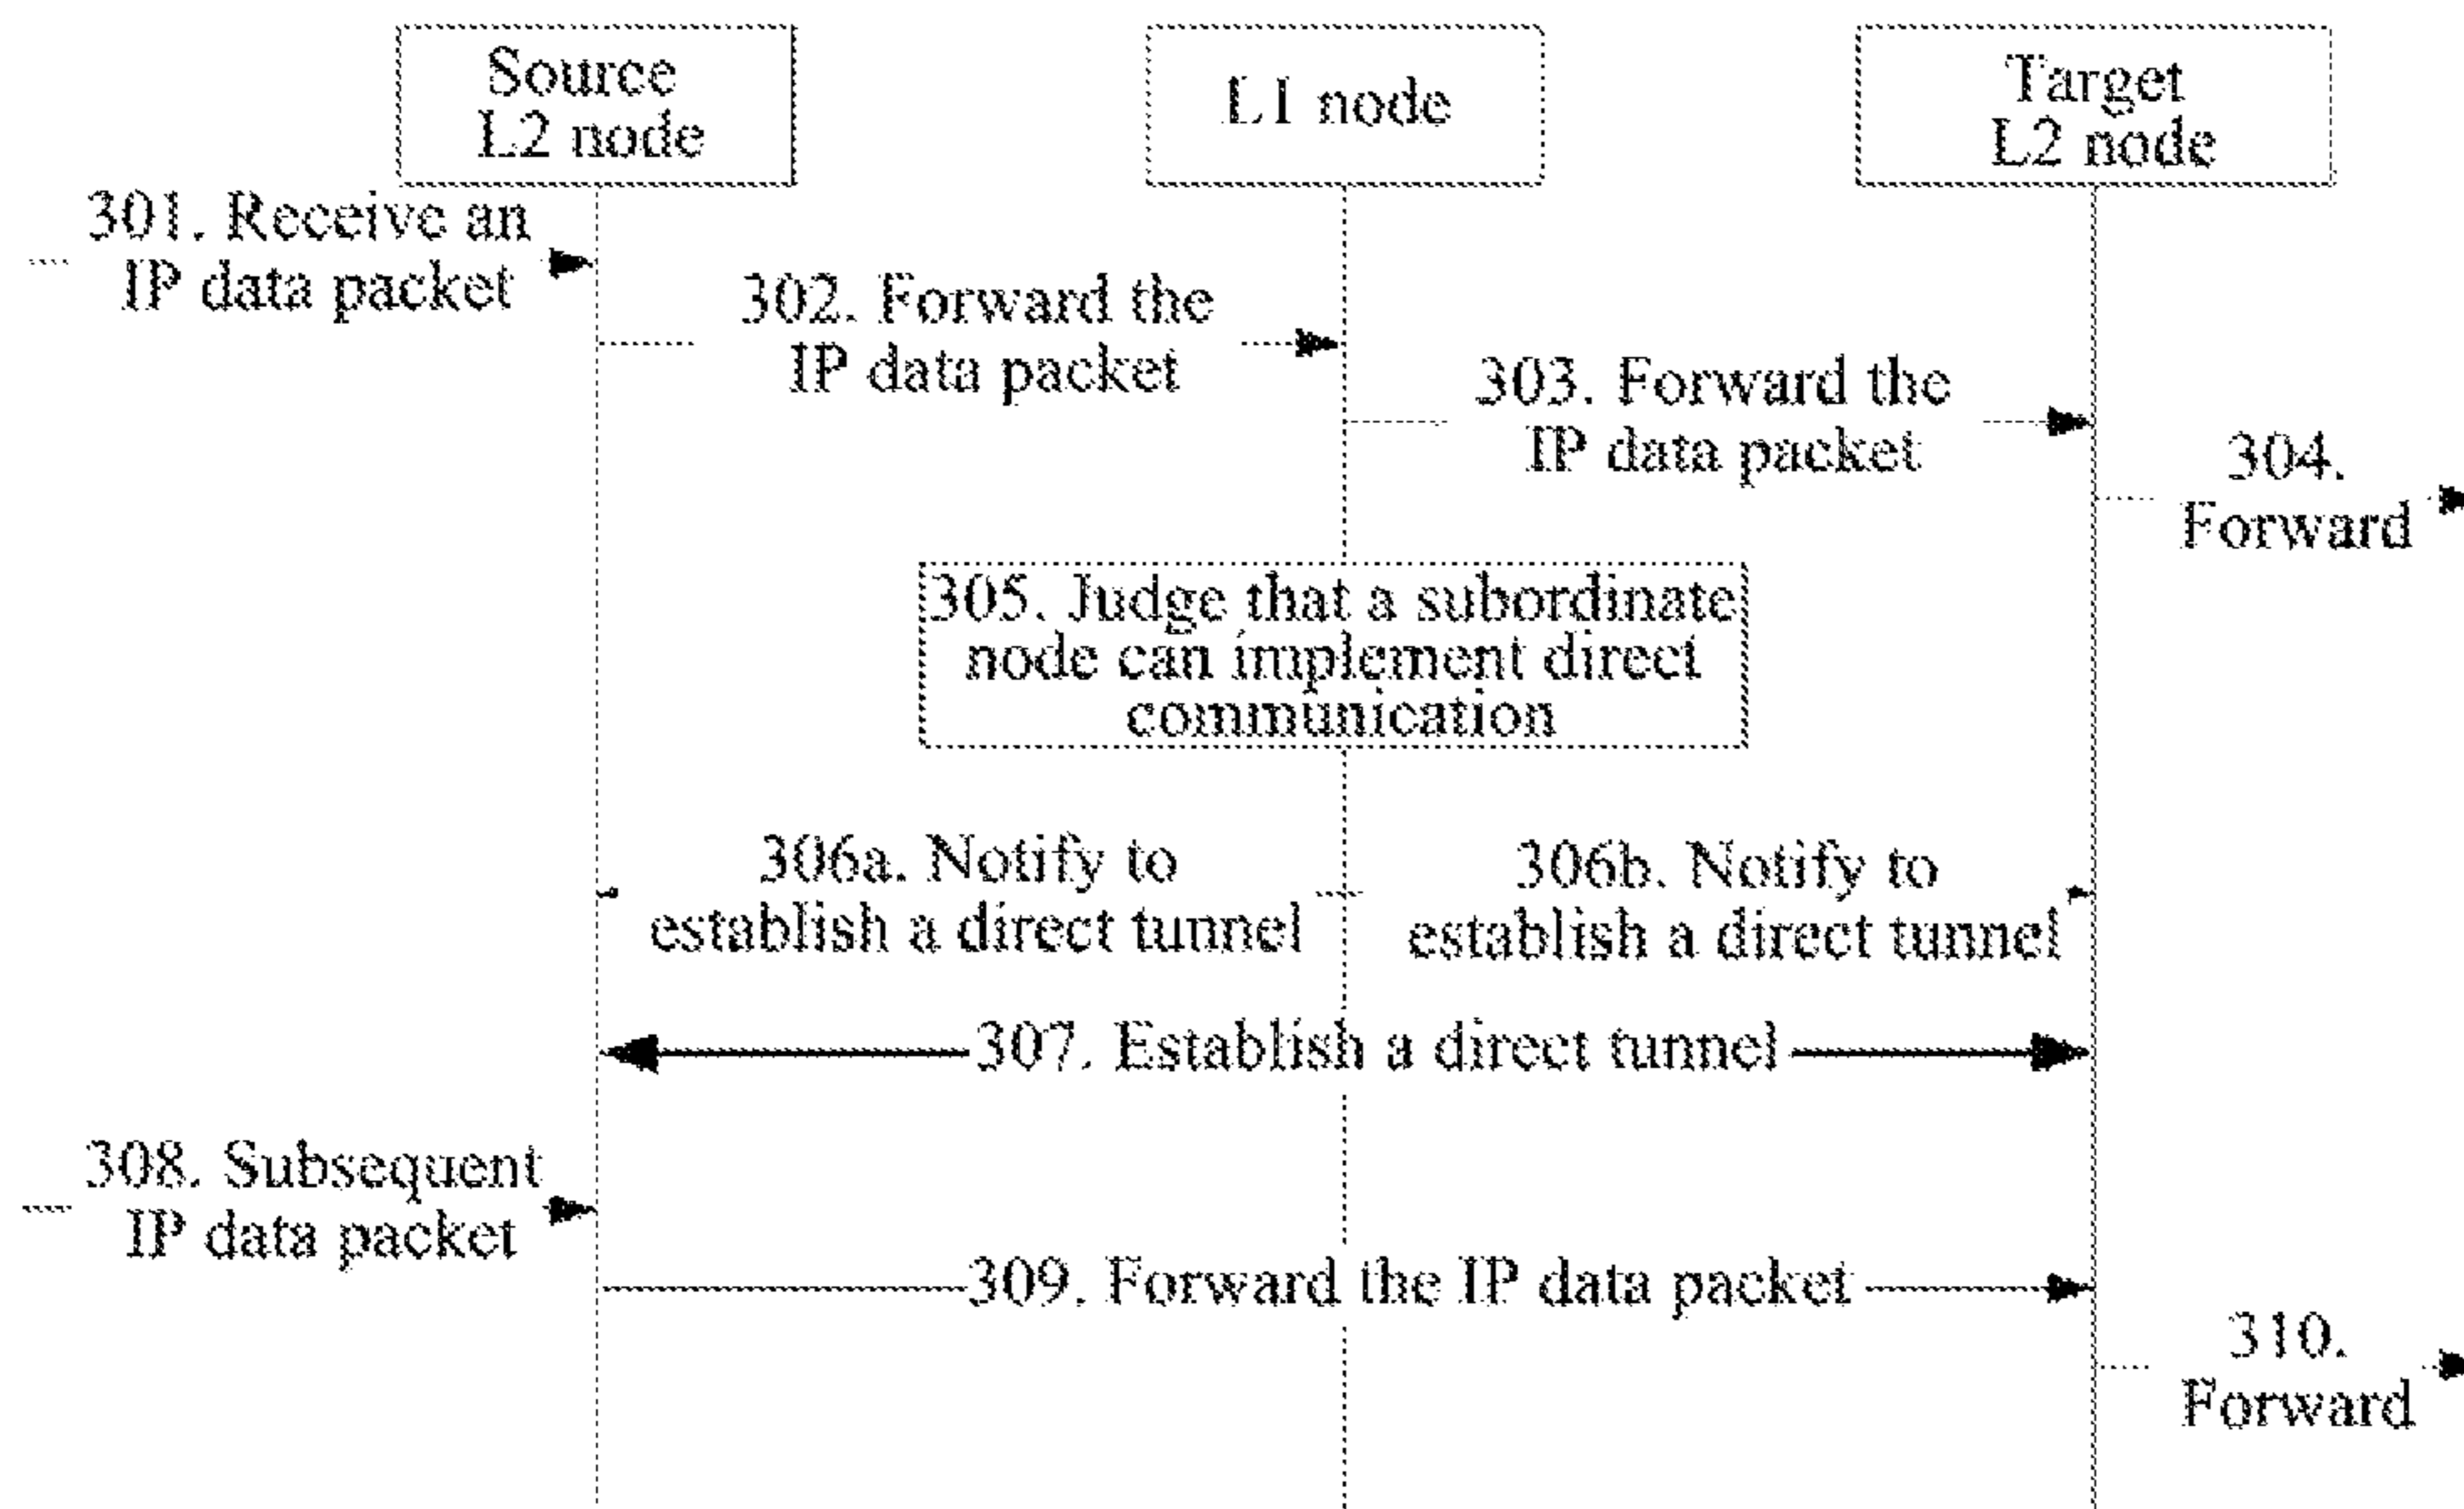 Source
L2 node
L1 node
Target
L2 node
301. Receive an
IP data packet
302. Forward the
IP data packet
303. Forward the
IP data packet
304.
Forward
305. Judge that a subordinate
node can implement direct
communication
306a. Notify to
establish a direct tunnel
306b. Notify to
establish a direct tunnel
307. Establish a direct tunnel
308. Subsequent
IP data packet
309. Forward the IP data packet
310.
Forward